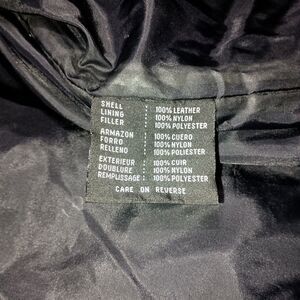 SHELL : 100% LEATHER
LINING : 100% NYLON
FILLER : 100% POLYESTER
ARMAZON : 100% CUERO
FORRO : 100% NYLON
RELLENO : 100% POLIESTER
EXTERIEUR : 100% CUIR
DOUBLURE : 100% NYLON
REMPLISSAGE : 100% POLYESTER
CARE ON REVERSE